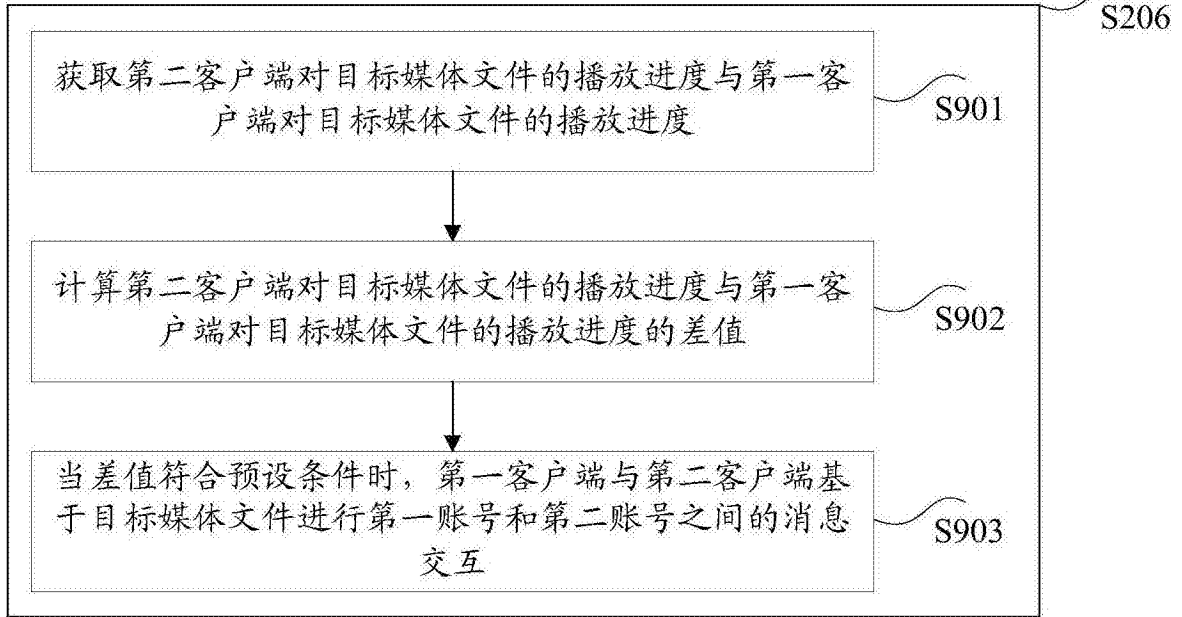 S206
获取第二客户端对目标媒体文件的播放进度与第一客
户端对目标媒体文件的播放进度
S901
计算第二客户端对目标媒体文件的播放进度与第一客
户端对目标媒体文件的播放进度的差值
S902
当差值符合预设条件时，第一客户端与第二客户端基
于目标媒体文件进行第一账号和第二账号之间的消息
交互
S903